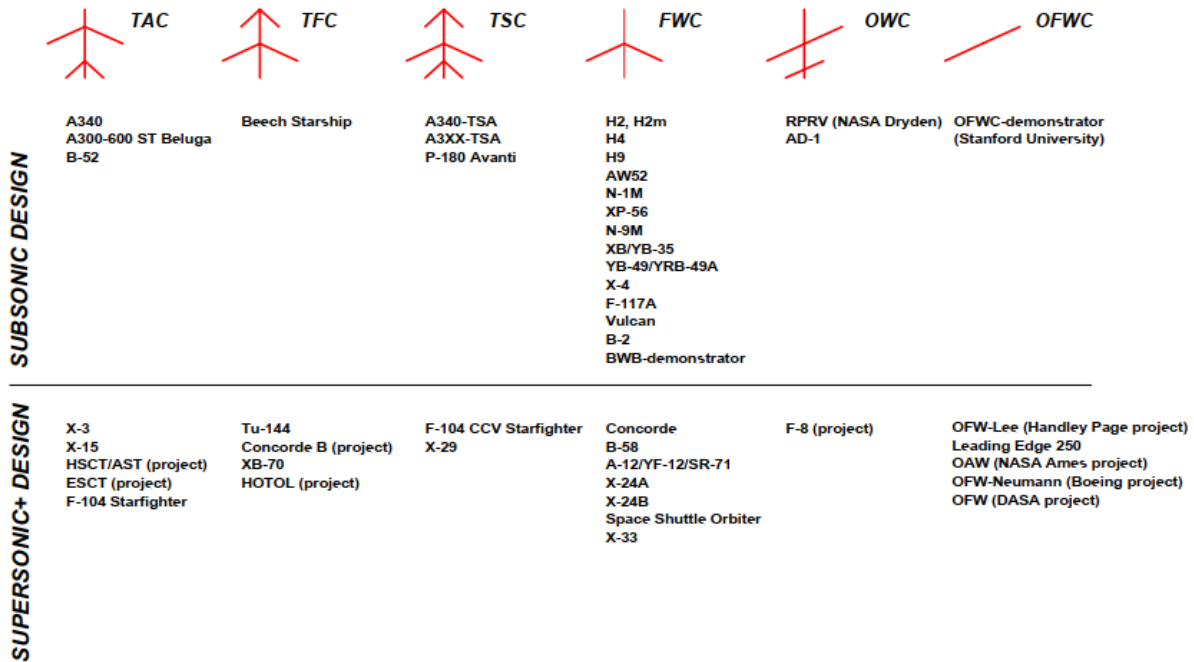 TAC
TFC
TSC
FWC
OWC
OFWC
SUBSONIC DESIGN
A340
A300-600 ST Beluga
B-52
Beech Starship
A340-TSA
A3XX-TSA
P-180 Avanti
H2, H2m
H4
H9
AW52
N-1M
XP-56
N-9M
XB/YB-35
YB-49/YRB-49A
X-4
F-117A
Vulcan
B-2
BWB-demonstrator
RPRV (NASA Dryden)
AD-1
OFWC-demonstrator
(Stanford University)
SUPERSONIC+ DESIGN
X-3
X-15
HSCT/AST (project)
ESCT (project)
F-104 Starfighter
Tu-144
Concorde B (project)
XB-70
HOTOL (project)
F-104 CCV Starfighter
X-29
Concorde
B-58
A-12/YF-12/SR-71
X-24A
X-24B
Space Shuttle Orbiter
X-33
F-8 (project)
OFW-Lee (Handley Page project)
Leading Edge 250
OAW (NASA Ames project)
OFW-Neumann (Boeing project)
OFW (DASA project)